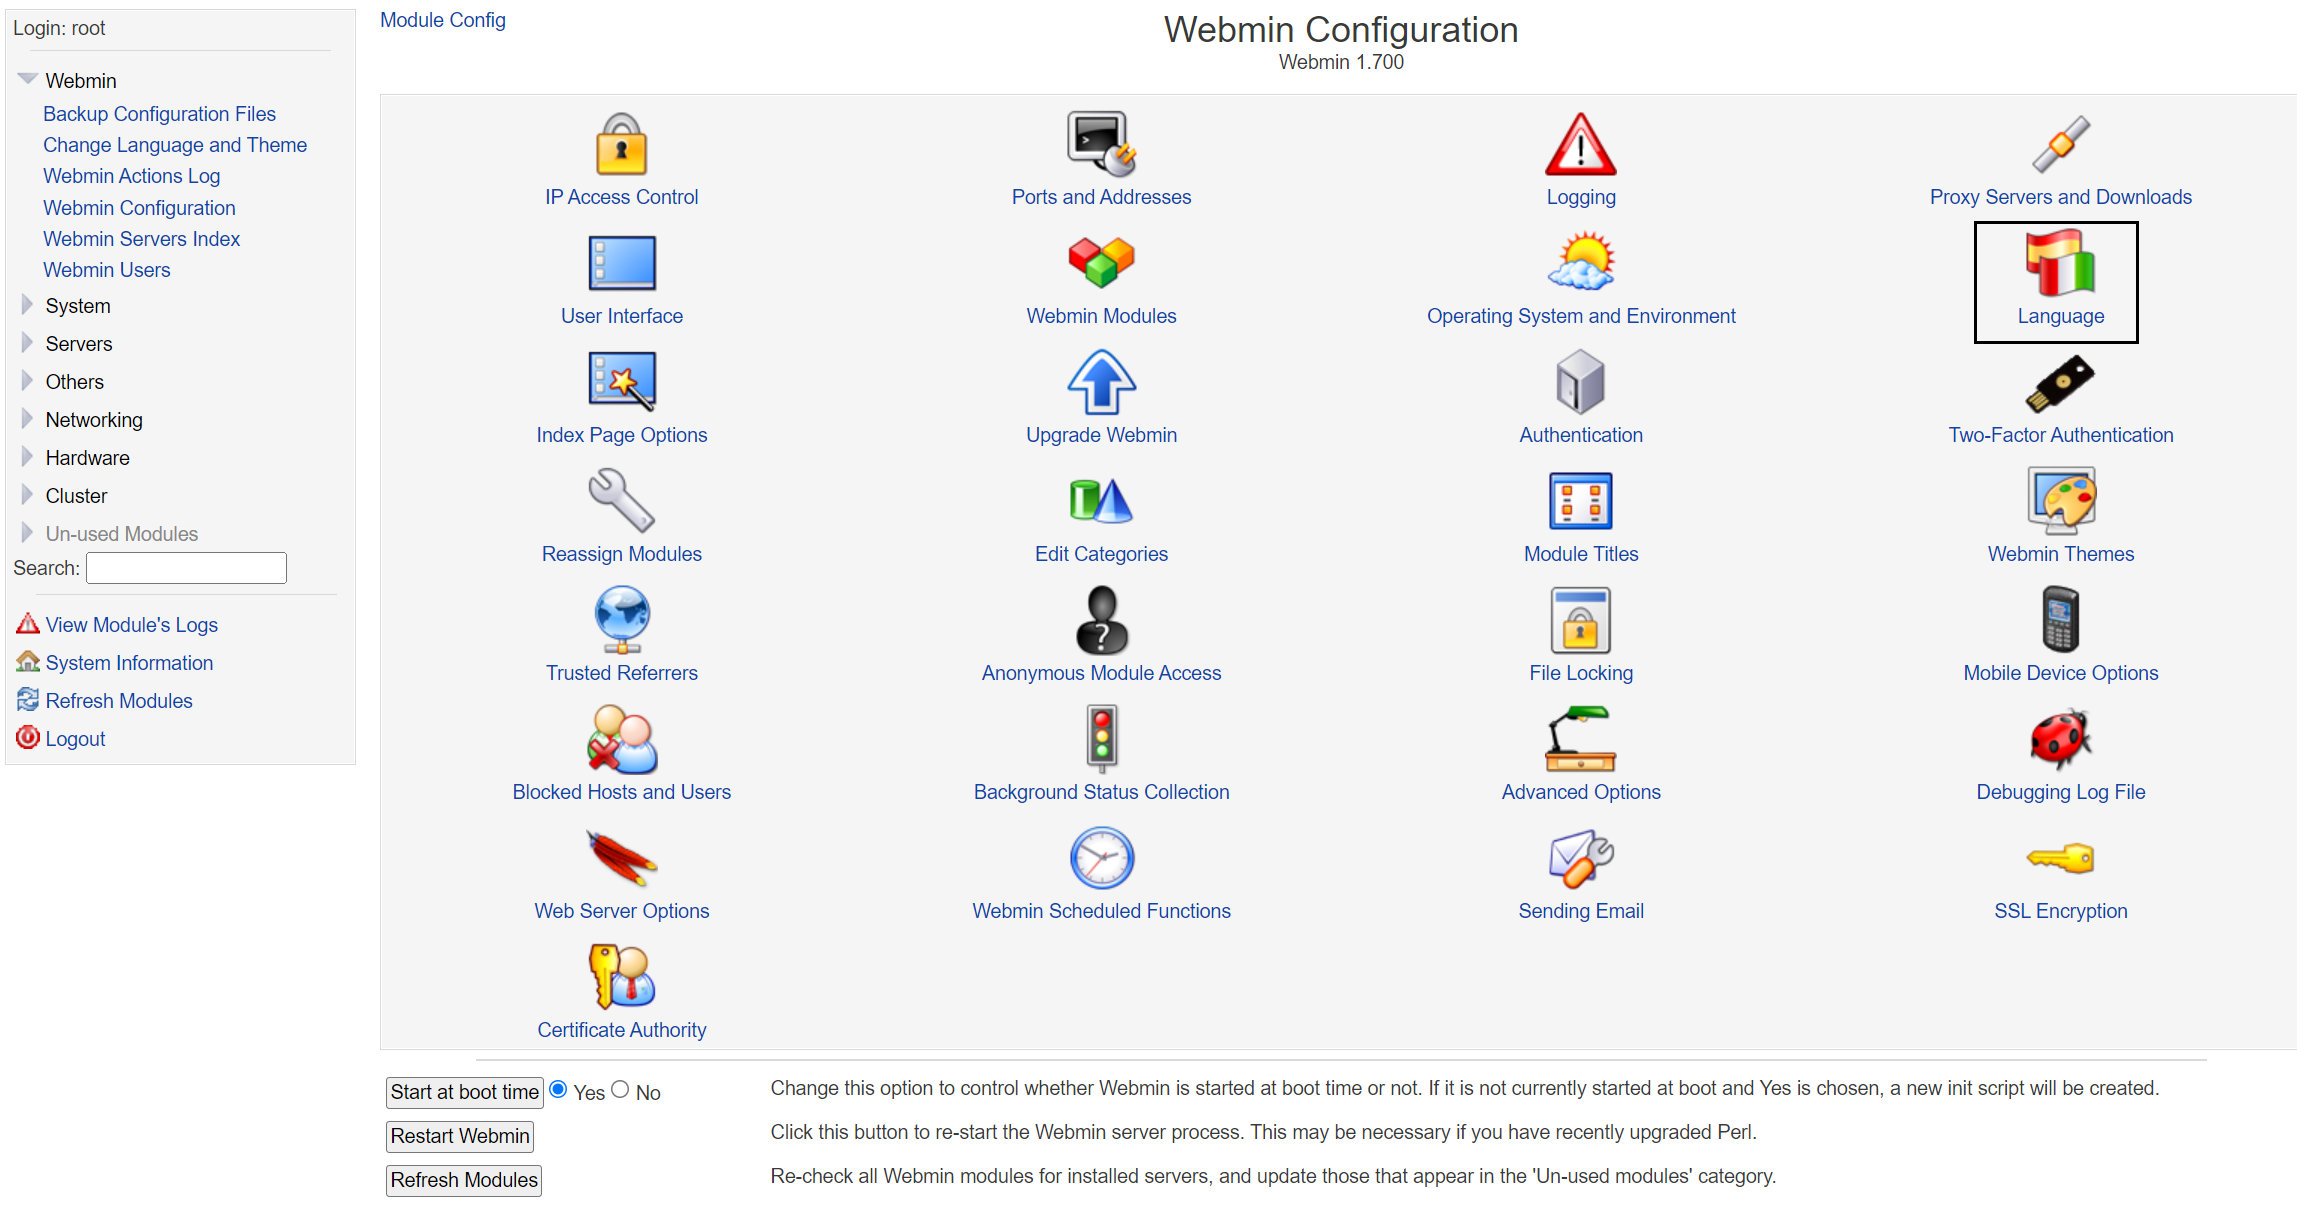 Login: root
Webmin
Backup Configuration Files
Change Language and Theme
Webmin Actions Log
Webmin Configuration
Webmin Servers Index
Webmin Users
System
Servers
Others
Networking
Hardware
Cluster
Un-used Modules
Search:
View Module's Logs
System Information
Refresh Modules
Logout
Module Config
Webmin Configuration
Webmin 1.700
IP Access Control
Ports and Addresses
Logging
Proxy Servers and Downloads
User Interface
Webmin Modules
Operating System and Environment
Language
Index Page Options
Upgrade Webmin
Authentication
Two-Factor Authentication
Reassign Modules
Edit Categories
Module Titles
Webmin Themes
Trusted Referrers
Anonymous Module Access
File Locking
Mobile Device Options
Blocked Hosts and Users
Background Status Collection
Advanced Options
Debugging Log File
Web Server Options
Webmin Scheduled Functions
Sending Email
SSL Encryption
Certificate Authority
Start at boot time Yes No
Change this option to control whether Webmin is started at boot time or not. If it is not currently started at boot and Yes is chosen, a new init script will be created.
Restart Webmin
Click this button to re-start the Webmin server process. This may be necessary if you have recently upgraded Perl.
Refresh Modules
Re-check all Webmin modules for installed servers, and update those that appear in the 'Un-used modules' category.